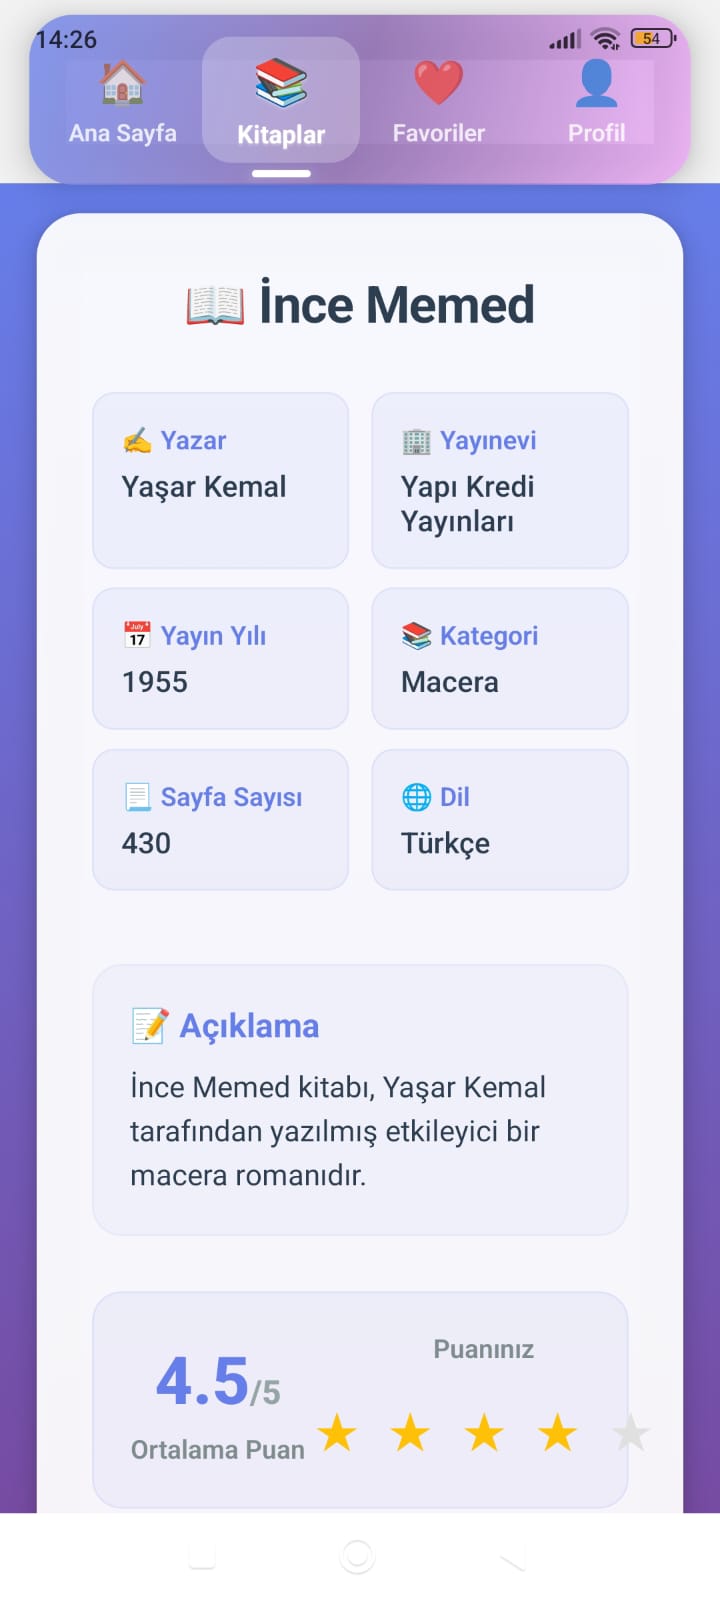 14:26
54
Ana Sayfa
Kitaplar
Favoriler
Profil
İnce Memed
Yazar
Yaşar Kemal
Yayınevi
Yapı Kredi
Yayınları
July
17
Yayın Yılı
1955
Kategori
Macera
Sayfa Sayısı
430
Dil
Türkçe
Açıklama
İnce Memed kitabı, Yaşar Kemal
tarafından yazılmış etkileyici bir
macera romanıdır.
4.5/5
Ortalama Puan
Puanınız